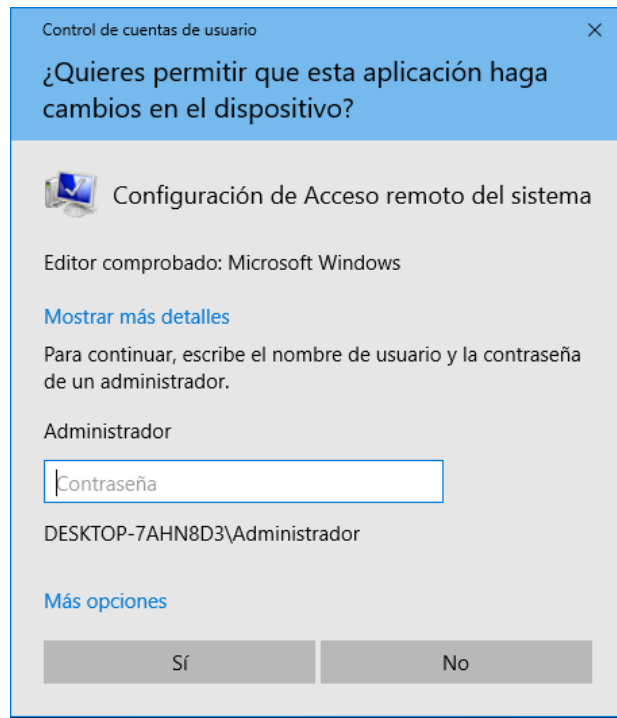 Control de cuentas de usuario
¿Quieres permitir que esta aplicación haga
cambios en el dispositivo?
Configuración de Acceso remoto del sistema
Editor comprobado: Microsoft Windows
Mostrar más detalles
Para continuar, escribe el nombre de usuario y la contraseña
de un administrador.
Administrador
Contraseña
DESKTOP-7AHN8D3\Administrador
Más opciones
Sí
No